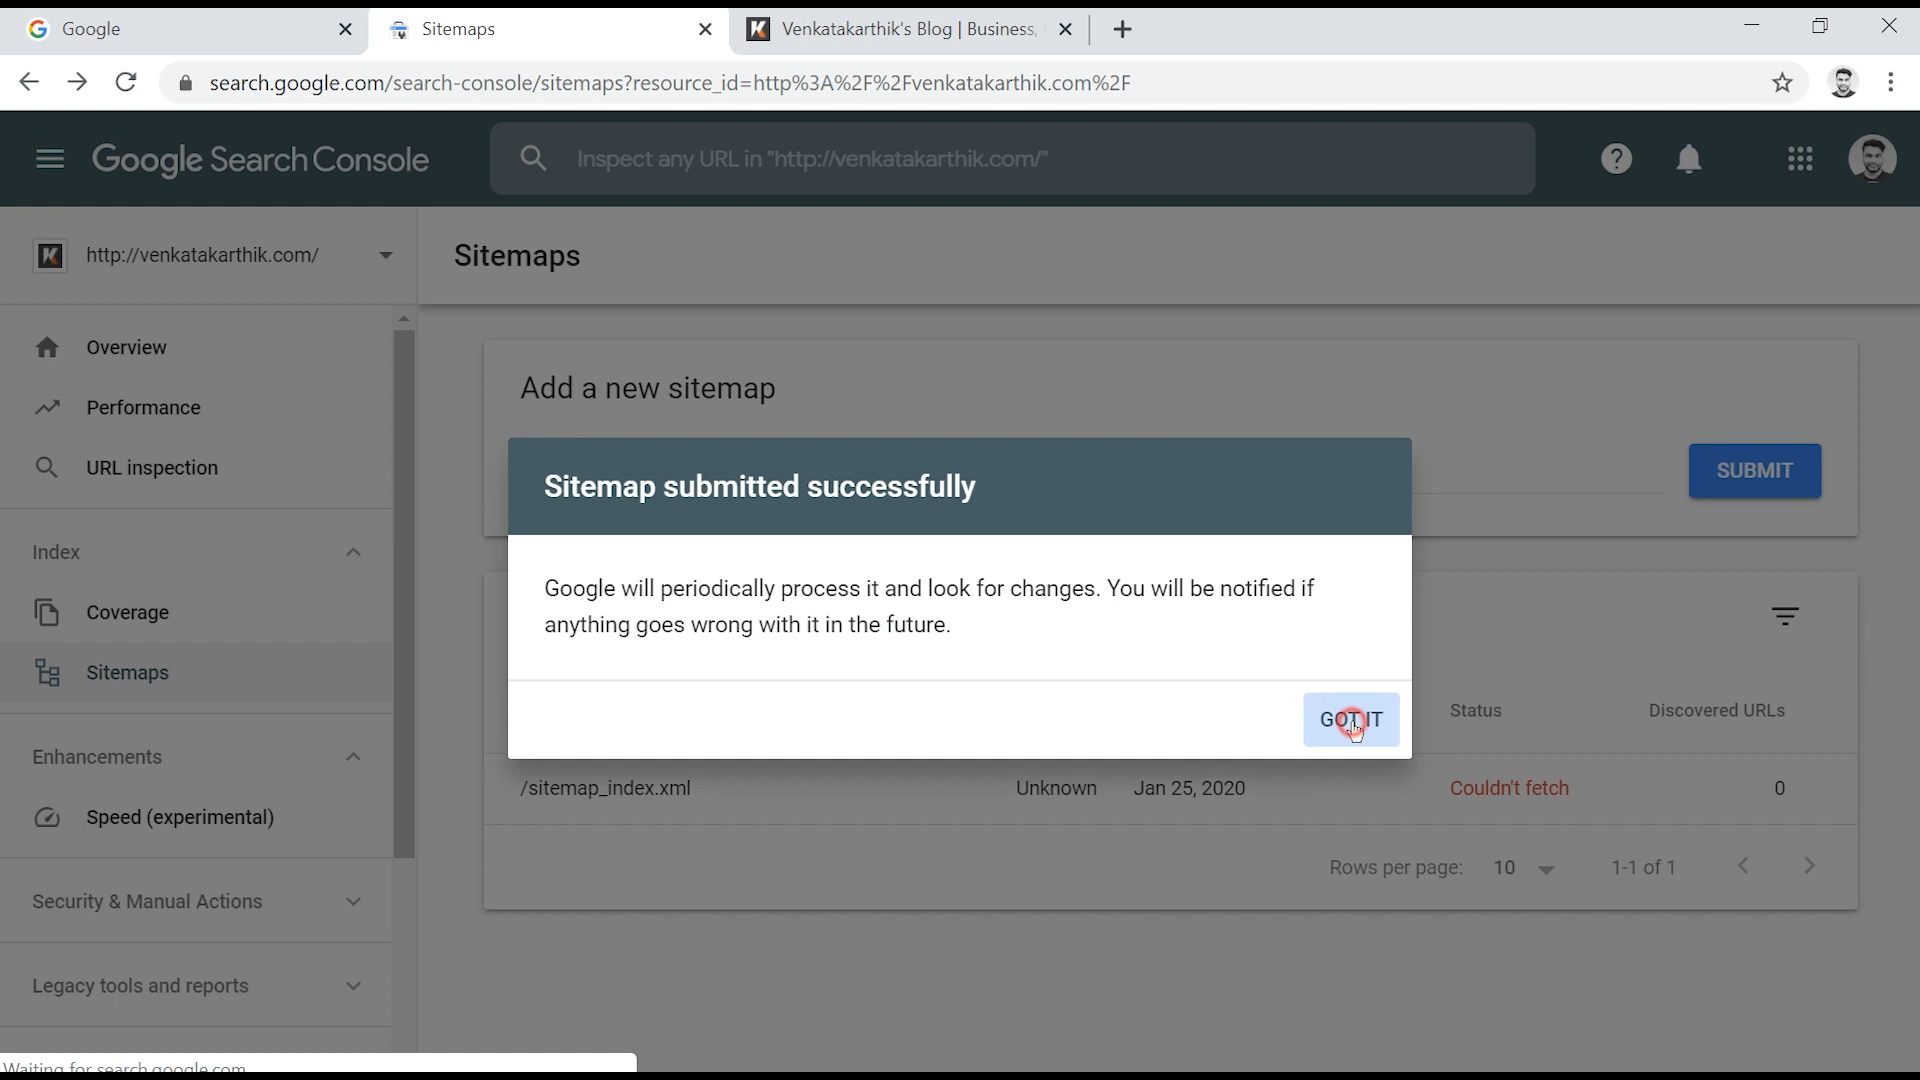 Google
Sitemaps
Venkatakarthik's Blog | Business,
search.google.com/search-console/sitemaps?resource_id=http%3A%2F%2Fvenkatakarthik.com%2F
Google Search Console
Inspect any URL in "http://venkatakarthik.com/"
http://venkatakarthik.com/
Sitemaps
Overview
Performance
URL inspection
Index
Coverage
Sitemaps
Enhancements
Speed (experimental)
Security & Manual Actions
Legacy tools and reports
Add a new sitemap
SUBMIT
Sitemap submitted successfully
Google will periodically process it and look for changes. You will be notified if
anything goes wrong with it in the future.
GOT IT
Status Discovered URLs
/sitemap_index.xml Unknown Jan 25, 2020 Couldn't fetch 0
Rows per page: 10 1-1 of 1
Waiting for search.google.com